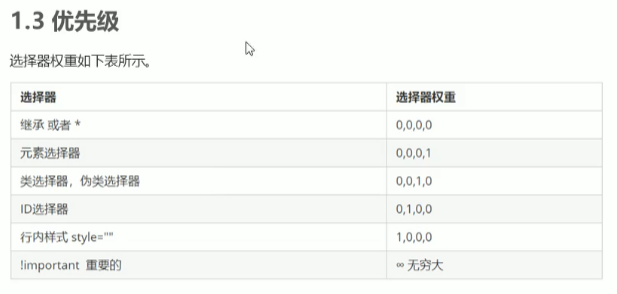 1.3 优先级
选择器权重如下表所示。
选择器 选择器权重
继承 或者 * 0,0,0,0
元素选择器 0,0,0,1
类选择器，伪类选择器 0,0,1,0
ID选择器 0,1,0,0
行内样式 style="" 1,0,0,0
!important 重要的 ∞ 无穷大